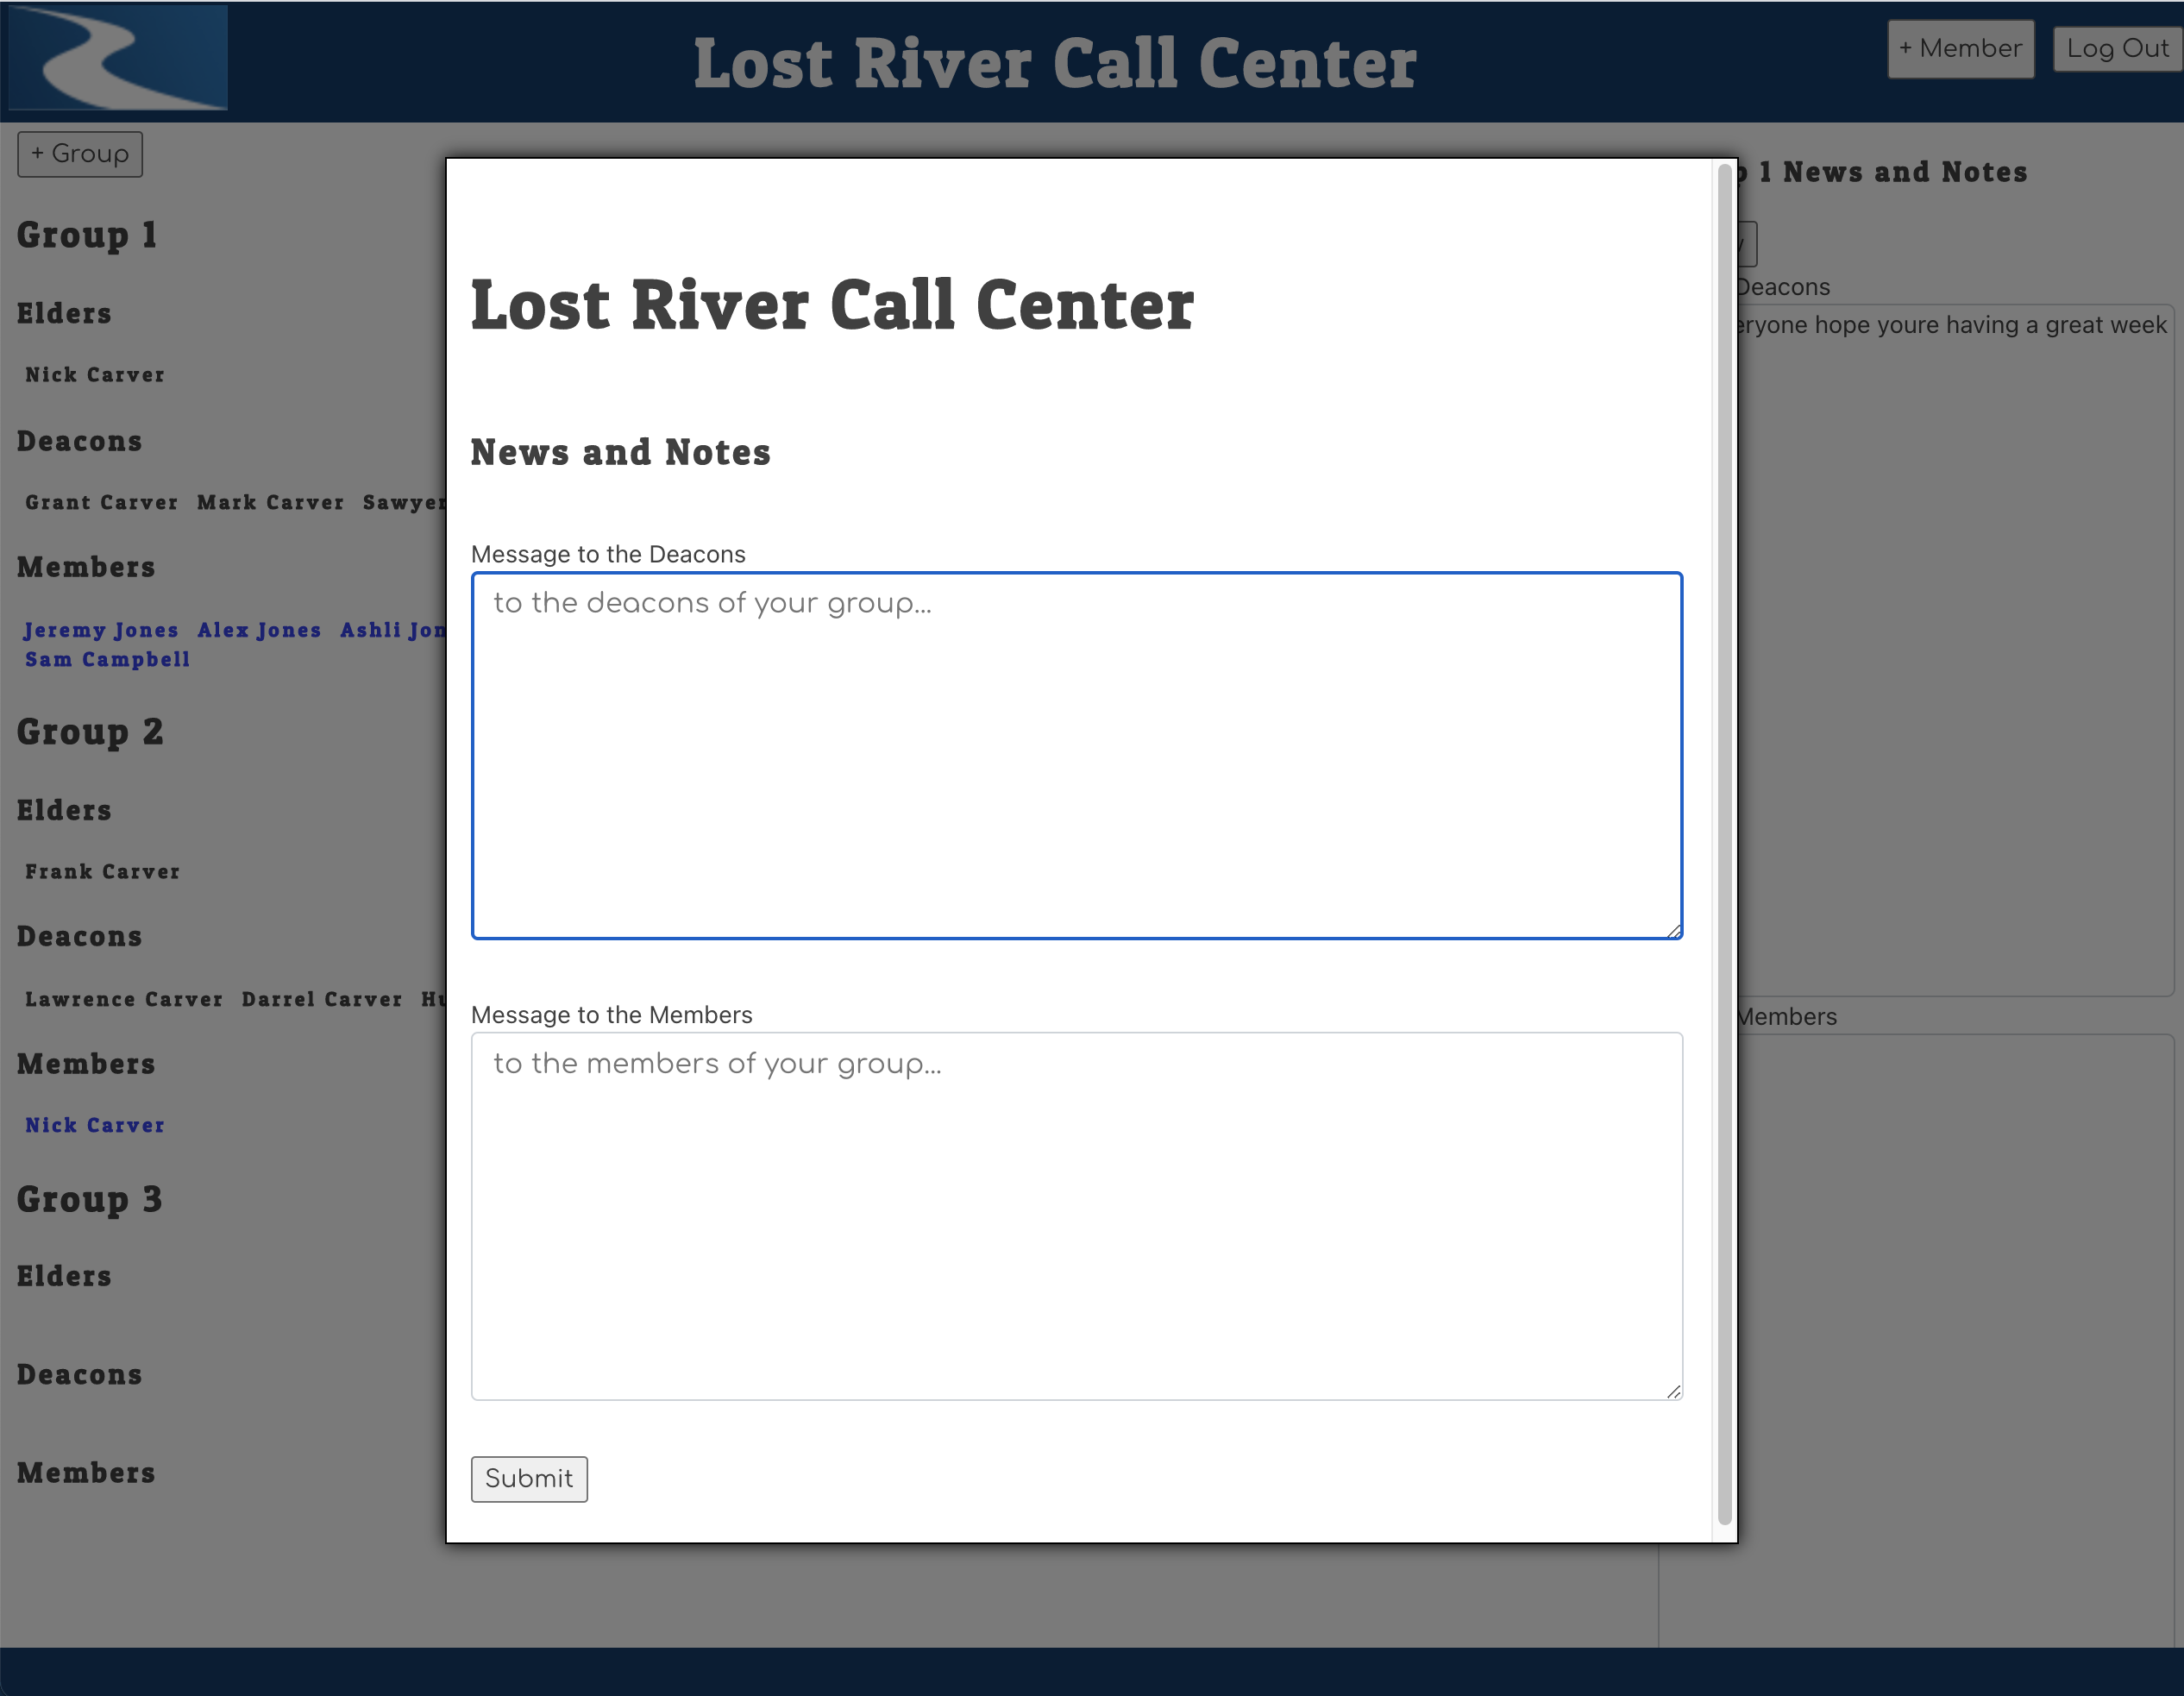 Lost River Call Center
+ Member
Log Out
+ Group
Group 1
Elders
Nick Carver
Deacons
Grant Carver Mark Carver Sawyer
Members
Jeremy Jones Alex Jones Ashli
Sam Campbell
Group 2
Elders
Frank Carver
Deacons
Lawrence Carver Darrel Carver
Members
Nick Carver
Group 3
Elders
Deacons
Members
Lost River Call Center
News and Notes
Message to the Deacons
to the deacons of your group...
Message to the Members
to the members of your group...
Submit
1 News and Notes
Deacons
hope youre having a great week
Members